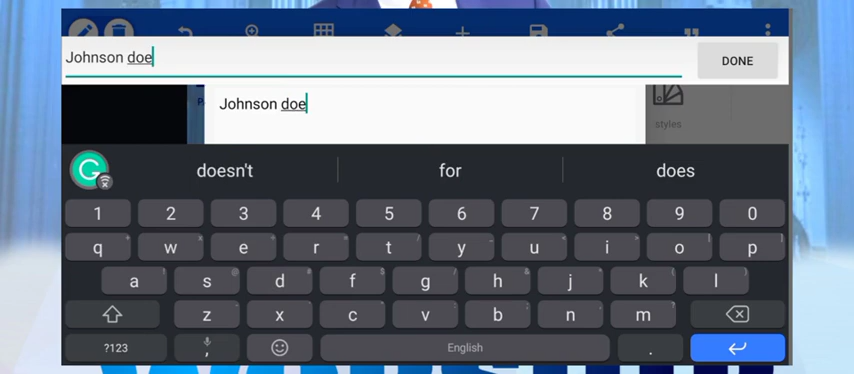 Johnson doe
DONE
Johnson doe
styles
doesn't for does
1 2 3 4 5 6 7 8 9 0
q w e r t y u i o p
a s d f g h j k l
z x c v b n m
?123 , English .